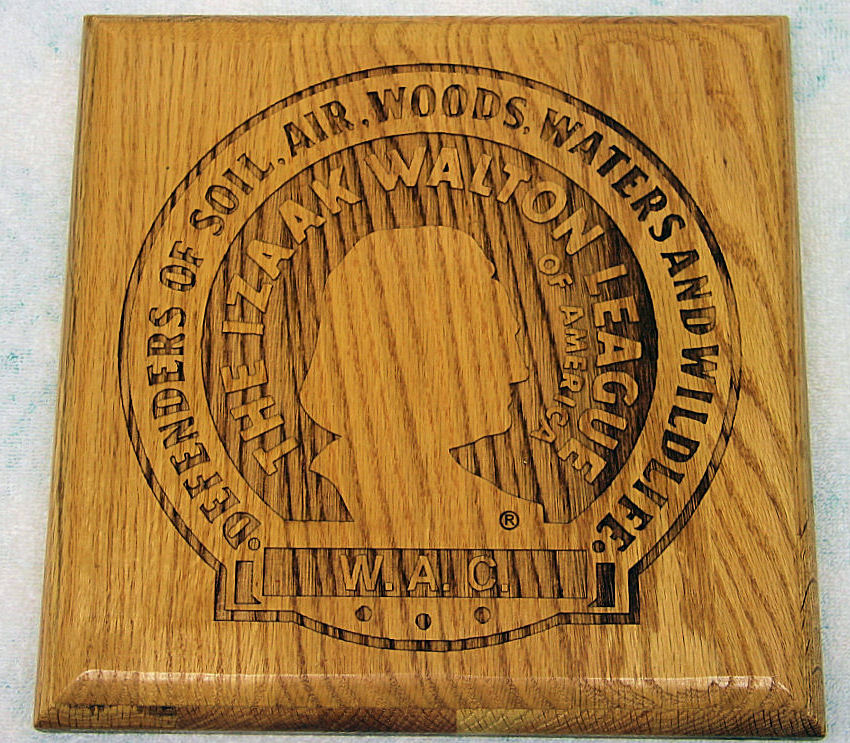 DEFENDERS OF SOIL, AIR, WOODS, WATERS AND WILDLIFE.
THE IZAAK WALTON LEAGUE
OF AMERICA
®
W. A. C.